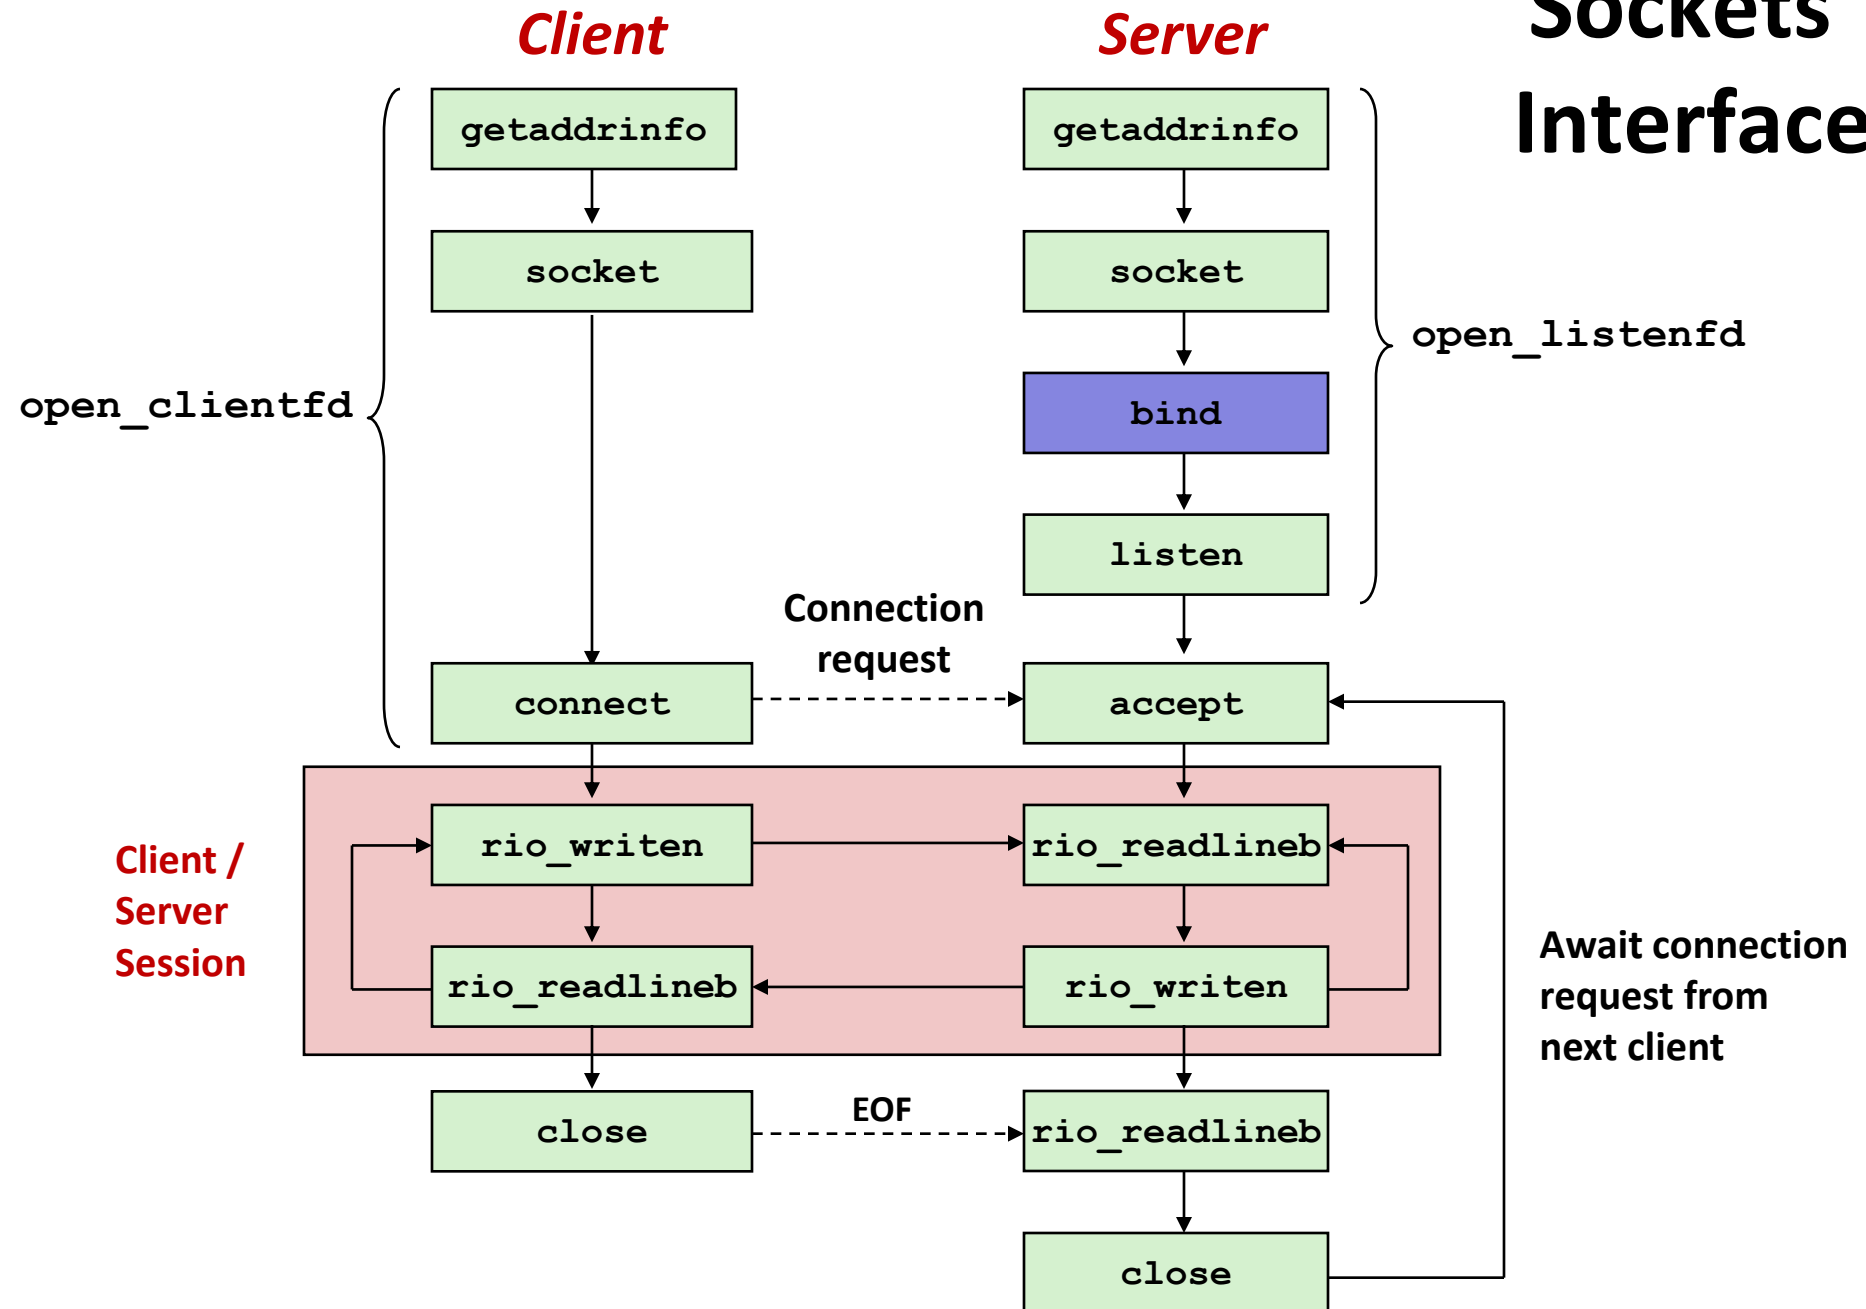 Sockets
Interface
Client
Server
getaddrinfo
getaddrinfo
socket
socket
open_listenfd
open_clientfd
bind
listen
Connection
request
connect
accept
Client /
Server
Session
rio_writen
rio_readlineb
rio_readlineb
rio_writen
Await connection
request from
next client
close
EOF
rio_readlineb
close